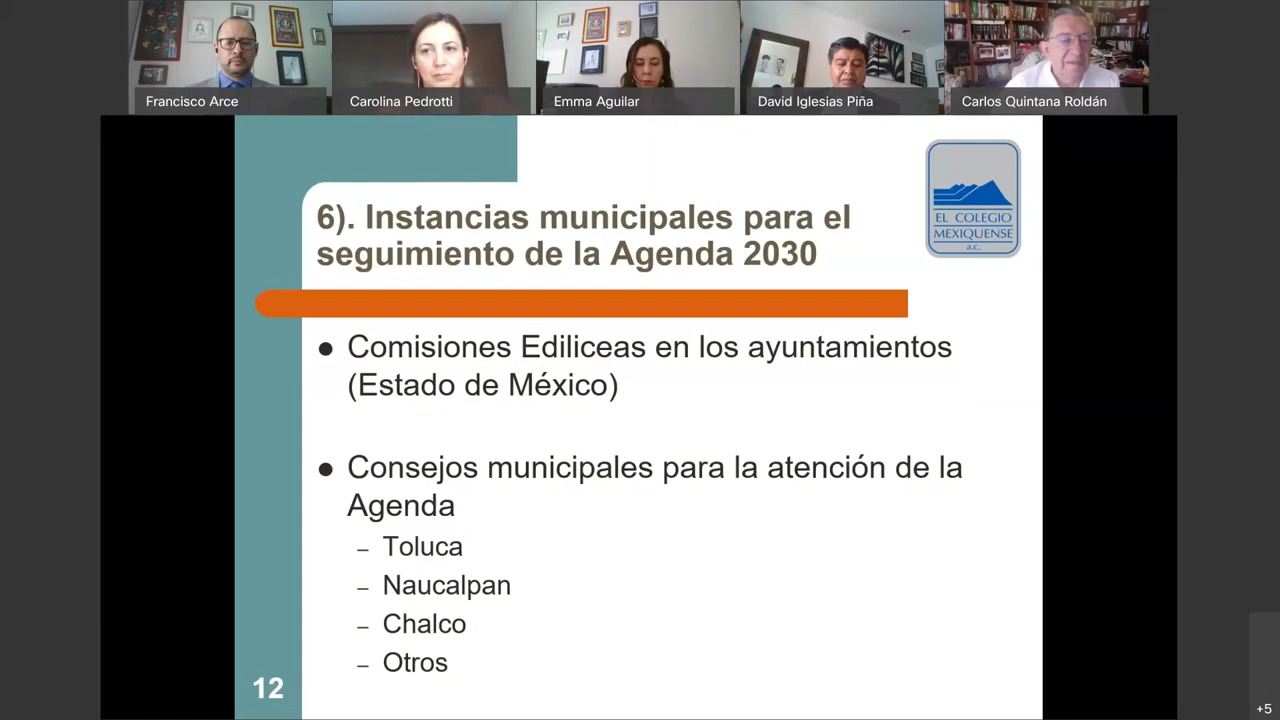 Francisco Arce
Carolina Pedrotti
Emma Aguilar
David Iglesias Piña
Carlos Quintana Roldán
EL COLEGIO
MEXIQUENSE
a.c.
6). Instancias municipales para el
seguimiento de la Agenda 2030
● Comisiones Ediliceas en los ayuntamientos
(Estado de México)
● Consejos municipales para la atención de la
Agenda
– Toluca
– Naucalpan
– Chalco
– Otros
12
+5